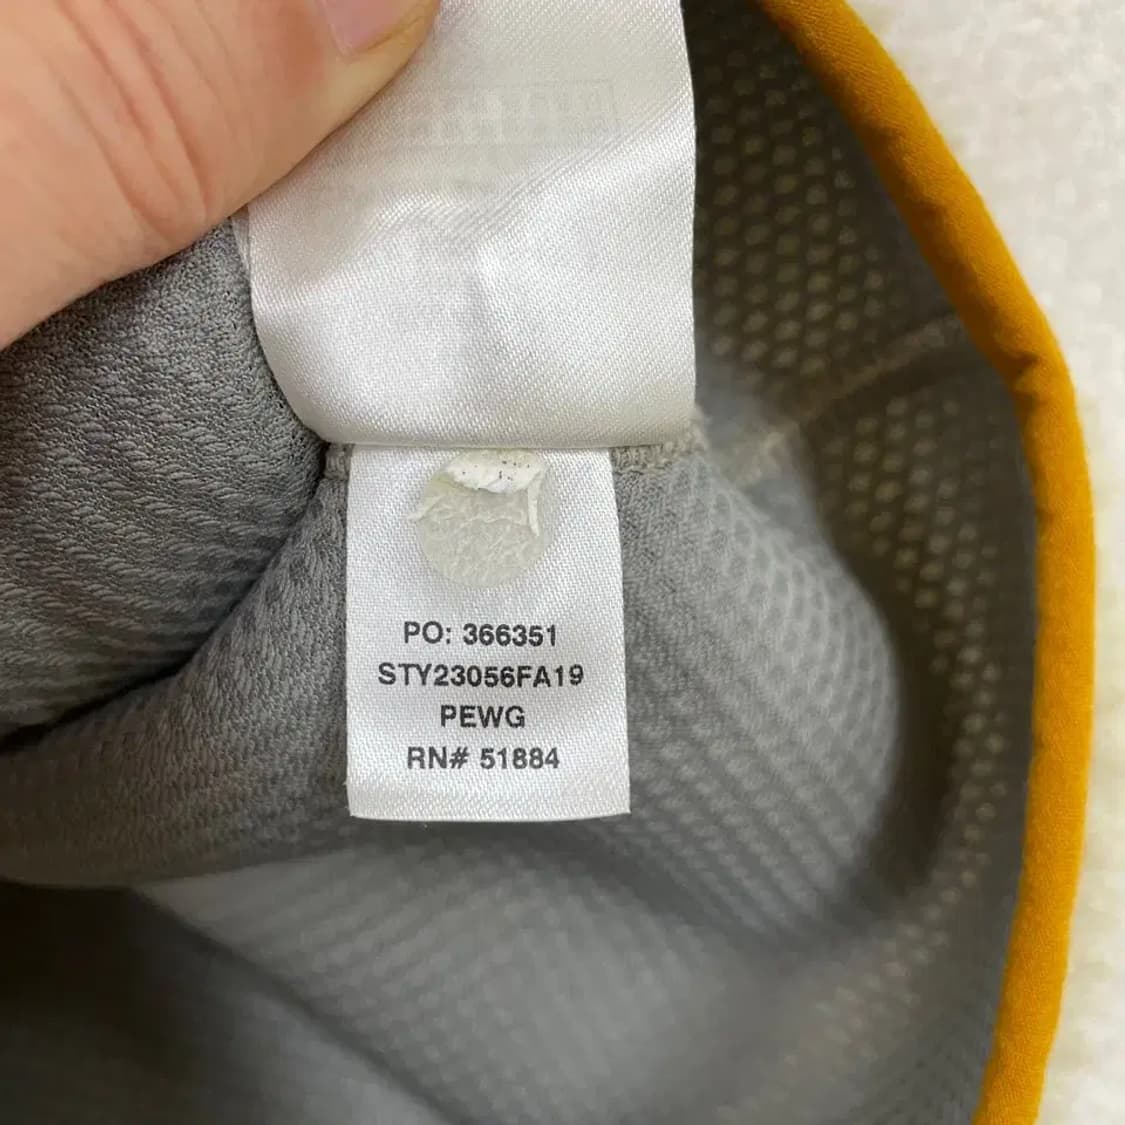 PO: 366351
STY23056FA19
PEWG
RN# 51884